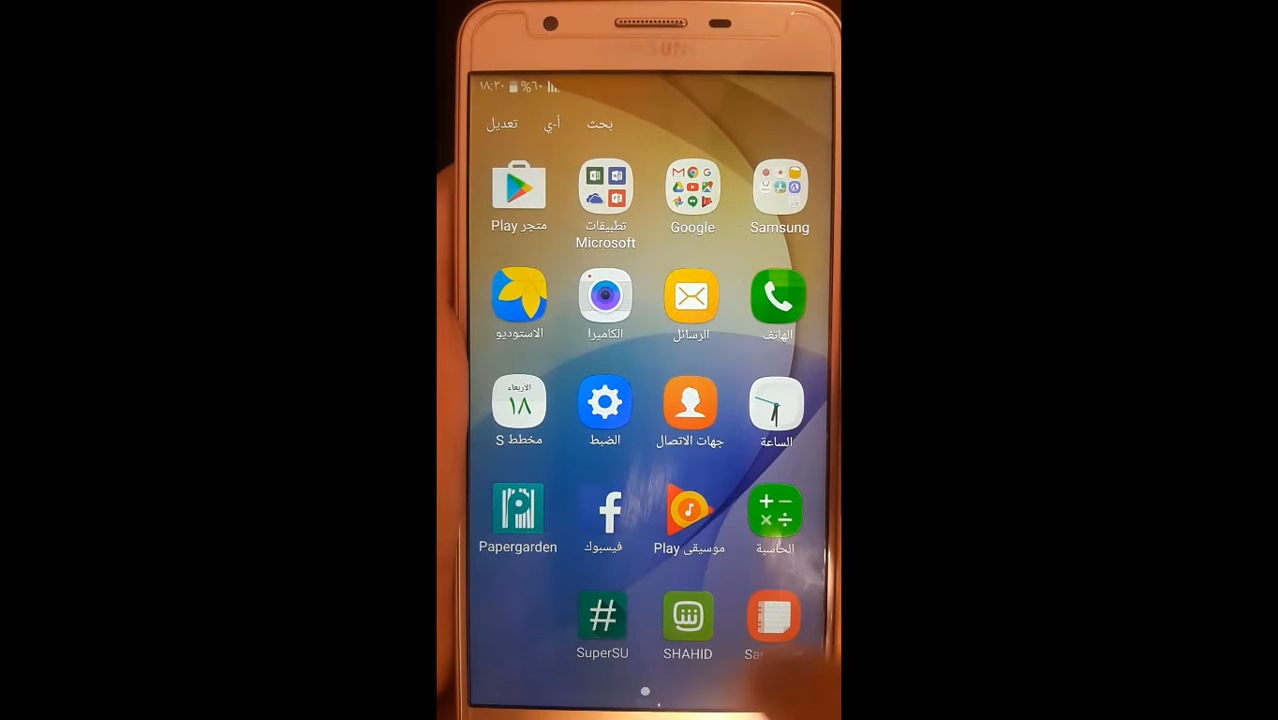 SAMSUNG
١٨:٣٠ %٦٠
بحث أ-ي تعديل
Samsung
Google
تطبيقات
Microsoft
متجر Play
الهاتف
الرسائل
الكاميرا
الاستوديو
الساعة
جهات الاتصال
الضبط
الأربعاء
١٨
مخطط S
الحاسبة
موسيقى Play
فيسبوك
Papergarden
SHAHID
SuperSU